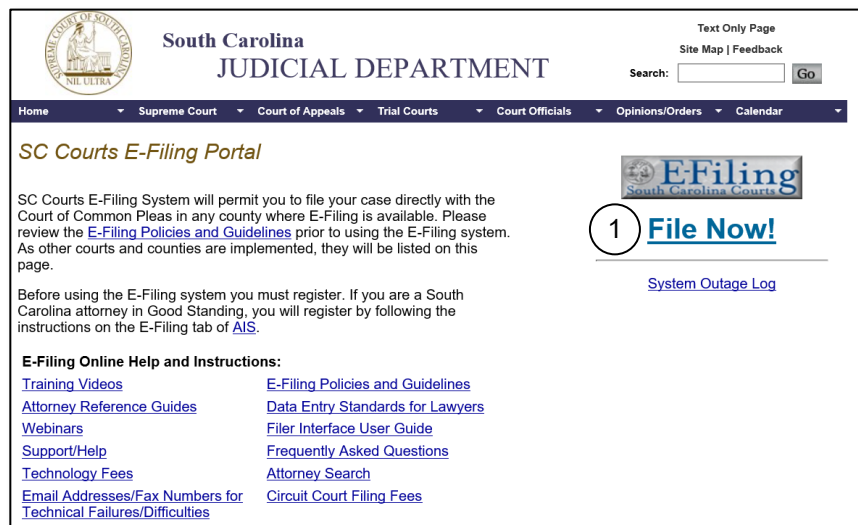 SUPREME COURT OF SOUTH CAROLINA
NIL ULTRA
South Carolina
JUDICIAL DEPARTMENT
Text Only Page
Site Map | Feedback
Search: Go
Home Supreme Court Court of Appeals Trial Courts Court Officials Opinions/Orders Calendar
SC Courts E-Filing Portal
SC Courts E-Filing System will permit you to file your case directly with the
Court of Common Pleas in any county where E-Filing is available. Please
review the E-Filing Policies and Guidelines prior to using the E-Filing system.
As other courts and counties are implemented, they will be listed on this
page.
Before using the E-Filing system you must register. If you are a South
Carolina attorney in Good Standing, you will register by following the
instructions on the E-Filing tab of AIS.
E-Filing
South Carolina Courts
1 File Now!
System Outage Log
E-Filing Online Help and Instructions:
Training Videos E-Filing Policies and Guidelines
Attorney Reference Guides Data Entry Standards for Lawyers
Webinars Filer Interface User Guide
Support/Help Frequently Asked Questions
Technology Fees Attorney Search
Email Addresses/Fax Numbers for Circuit Court Filing Fees
Technical Failures/Difficulties